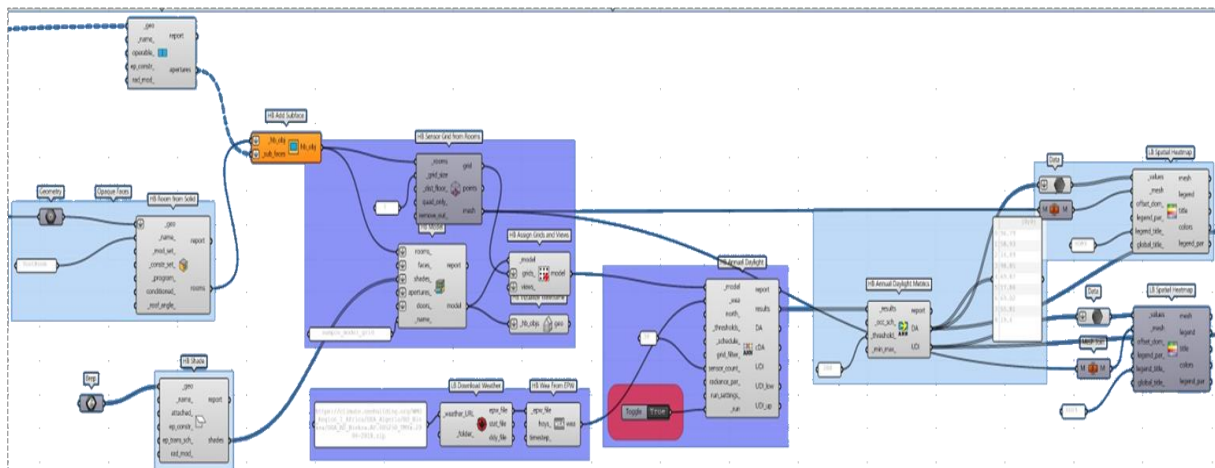 _geo
_name_
operable_
ep_constr_
rad_mod_
report
apertures
HB Add Subface
_hb_obj
_sub_faces
hb_obj
Geometry
Opaque Faces
HB Room from Solid
_geo
_name_
_mod_set_
_constr_set_
_program_
conditioned_
_roof_angle_
report
rooms
HB Sensor Grid from Rooms
_rooms
_grid_size
_dist_floor_
quad_only_
remove_out_
grid
points
mesh
HB Model
rooms_
faces_
shades_
apertures_
doors_
_name_
report
model
HB Assign Grids and Views
_model
grids_
views_
model
_hb_objs
geo
sample_model_grid
HB Shade
_geo
_name_
attached_
ep_constr_
ep_trans_sch_
rad_mod_
report
shades
LB Download Weather
_weather_URL
_folder_
epw_file
stat_file
ddy_file
HB Wea From EPW
_epw_file
hoys_
timestep_
wea
HB Annual Daylight
_model
_wea
north_
_thresholds_
_schedule_
grid_filter_
sensor_count_
radiance_par_
run_settings_
_run
report
results
DA
cDA
UDI
UDI_low
UDI_up
Toggle
True
HB Annual Daylight Metrics
_results
_occ_sch_
_threshold_
_min_max_
report
DA
UDI
Data
M
M
LB Spatial Heatmap
_values
_mesh
offset_dom_
legend_par_
legend_title_
global_title_
mesh
legend
title
colors
legend_par
Data
M
M
LB Spatial Heatmap
_values
_mesh
offset_dom_
legend_par_
legend_title_
global_title_
mesh
legend
title
colors
legend_par